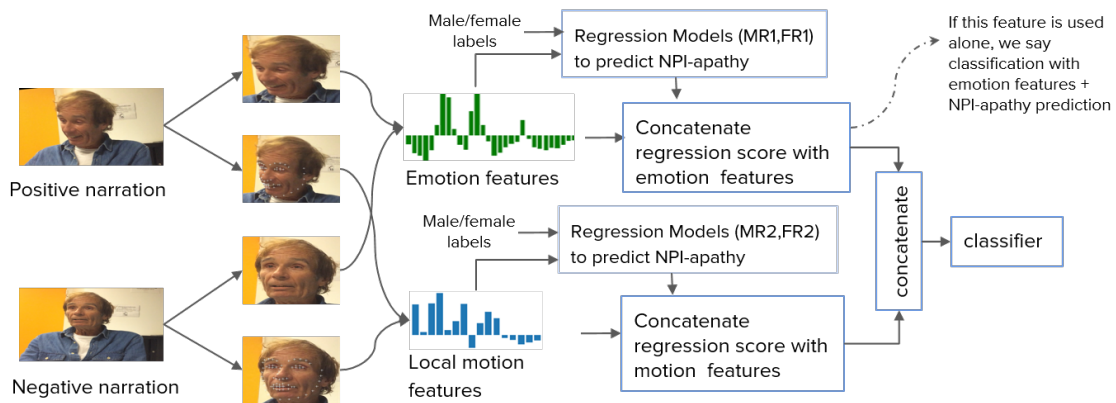 Positive narration
Negative narration
Male/female
labels
Emotion features
Regression Models (MR1,FR1)
to predict NPI-apathy
Concatenate
regression score with
emotion features
If this feature is used
alone, we say
classification with
emotion features +
NPI-apathy prediction
Male/female
labels
Local motion
features
Regression Models (MR2,FR2)
to predict NPI-apathy
Concatenate
regression score with
motion features
concatenate
classifier